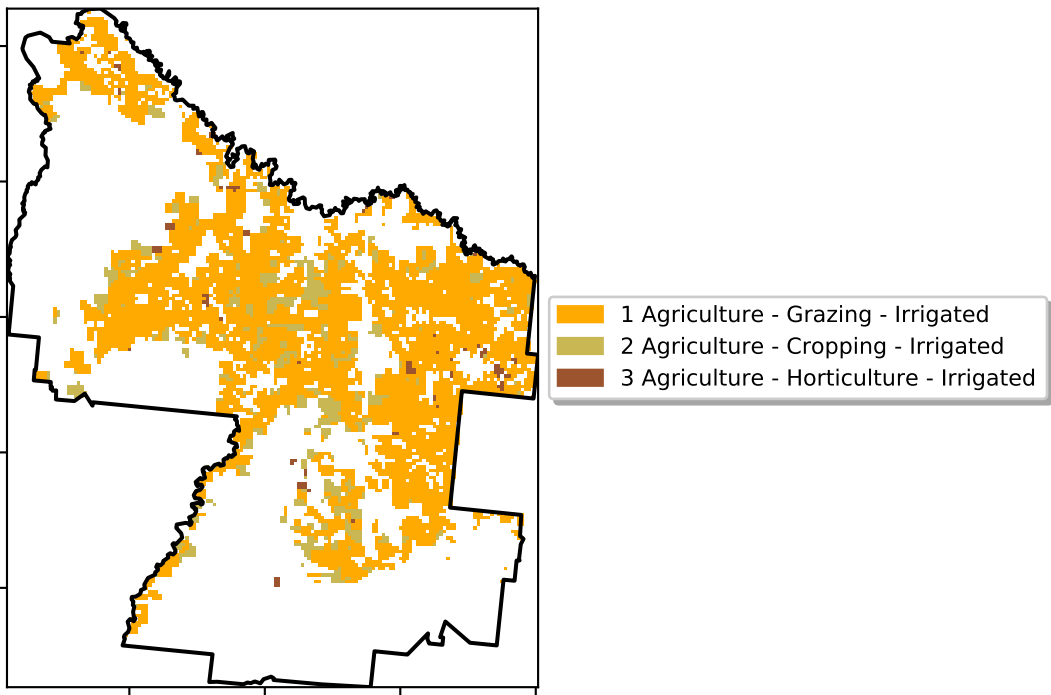 1 Agriculture - Grazing - Irrigated
2 Agriculture - Cropping - Irrigated
3 Agriculture - Horticulture - Irrigated